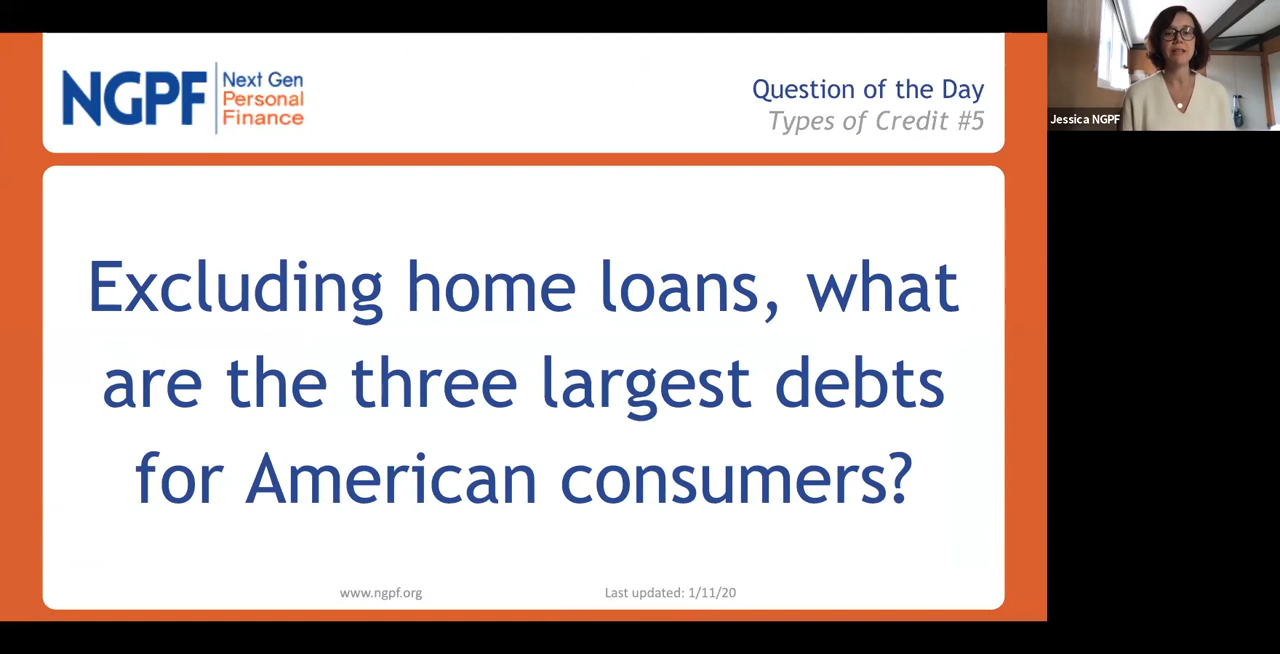 NGPF
Next Gen
Personal
Finance
Question of the Day
Types of Credit #5
Jessica NGPF
Excluding home loans, what
are the three largest debts
for American consumers?
www.ngpf.org
Last updated: 1/11/20